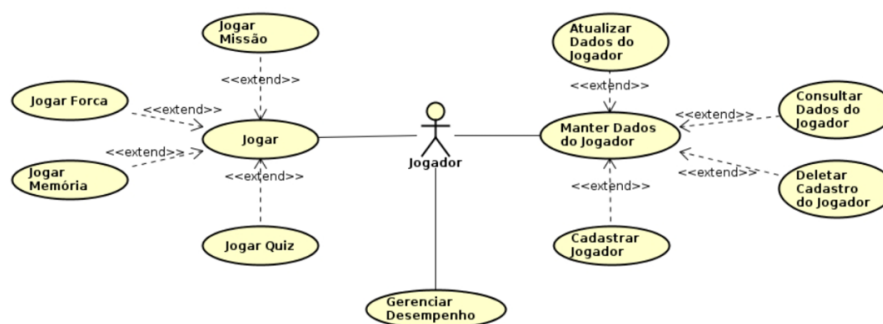 Jogar
Missão
Atualizar
Dados do
Jogador
<<extend>>
<<extend>>
Jogar Forca
<<extend>>
Consultar
Dados do
Jogador
<<extend>>
Jogar
Manter Dados
do Jogador
Jogador
<<extend>>
Jogar
Memória
<<extend>>
<<extend>>
<<extend>>
Deletar
Cadastro
do Jogador
Jogar Quiz
Cadastrar
Jogador
Gerenciar
Desempenho